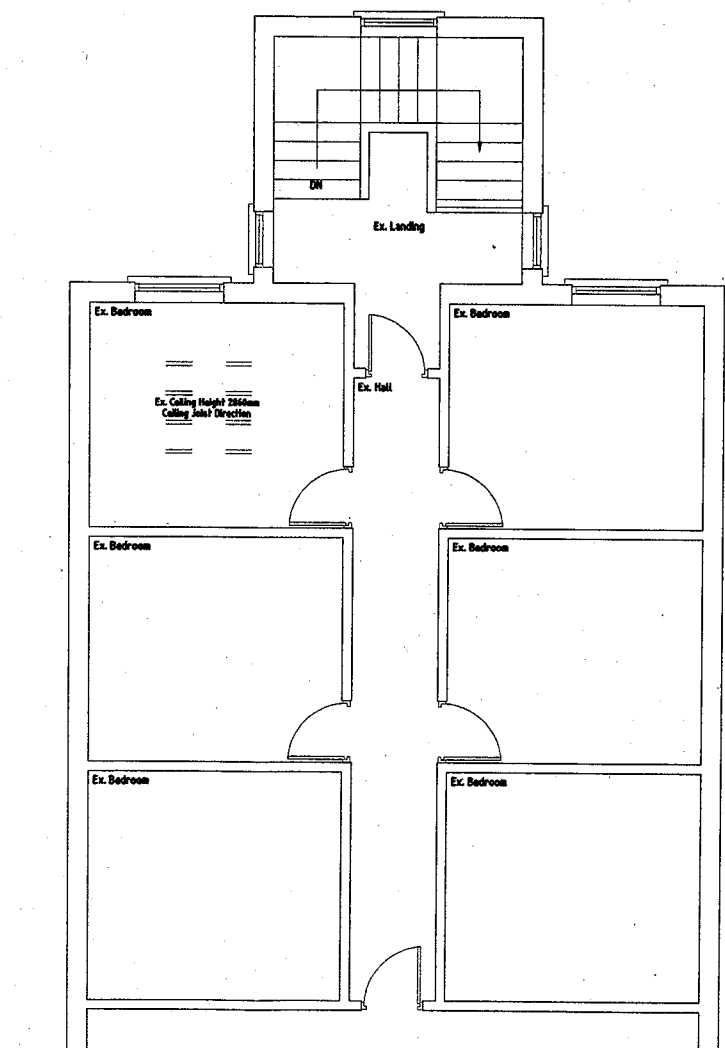 DN
Ex. Landing
Ex. Bedroom
Ex. Bedroom
Ex. Hall
Ex. Ceiling Height 2860mm
Ceiling Joist Direction
Ex. Bedroom
Ex. Bedroom
Ex. Bedroom
Ex. Bedroom